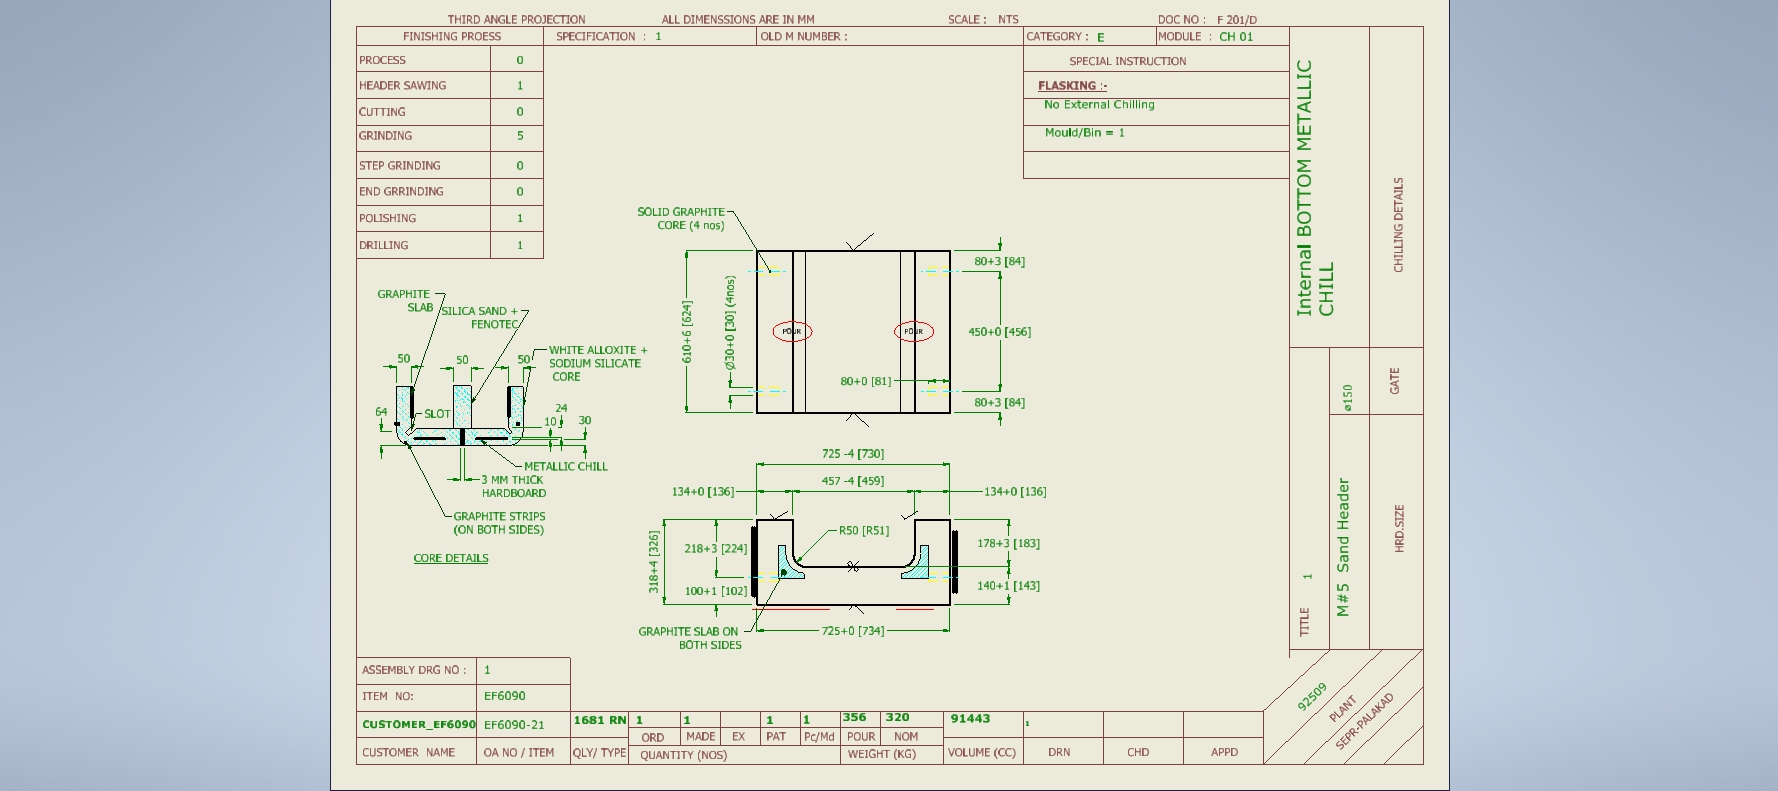 THIRD ANGLE PROJECTION ALL DIMENSSIONS ARE IN MM SCALE : NTS DOC NO : F 201/D
FINISHING PROESS SPECIFICATION : 1 OLD M NUMBER : CATEGORY : E MODULE : CH 01
PROCESS 0
HEADER SAWING 1
CUTTING 0
GRINDING 5
STEP GRINDING 0
END GRRINDING 0
POLISHING 1
DRILLING 1
SPECIAL INSTRUCTION
FLASKING :-
No External Chilling
Mould/Bin = 1
Internal BOTTOM METALLIC
CHILL
CHILLING DETAILS
ø150
GATE
TITLE 1
M#5 Sand Header
HRD.SIZE
SOLID GRAPHITE
CORE (4 nos)
610+6 [624]
Ø30+0 [30] (4nos)
POUR
POUR
80+3 [84]
450+0 [456]
80+0 [81]
80+3 [84]
GRAPHITE
SLAB
SILICA SAND +
FENOTEC
WHITE ALLOXITE +
SODIUM SILICATE
CORE
50
50
50
64
SLOT
10
24
30
METALLIC CHILL
3 MM THICK
HARDBOARD
GRAPHITE STRIPS
(ON BOTH SIDES)
CORE DETAILS
725 -4 [730]
457 -4 [459]
134+0 [136]
134+0 [136]
R50 [R51]
318+4 [326]
218+3 [224]
100+1 [102]
178+3 [183]
140+1 [143]
GRAPHITE SLAB ON
BOTH SIDES
725+0 [734]
ASSEMBLY DRG NO : 1
ITEM NO: EF6090
CUSTOMER_EF6090 EF6090-21 1681 RN 1 1 1 1 356 320 91443 1
ORD MADE EX PAT Pc/Md POUR NOM
CUSTOMER NAME OA NO / ITEM QLY/ TYPE QUANTITY (NOS) WEIGHT (KG) VOLUME (CC) DRN CHD APPD
92509
PLANT
SEPR-PALAKAD